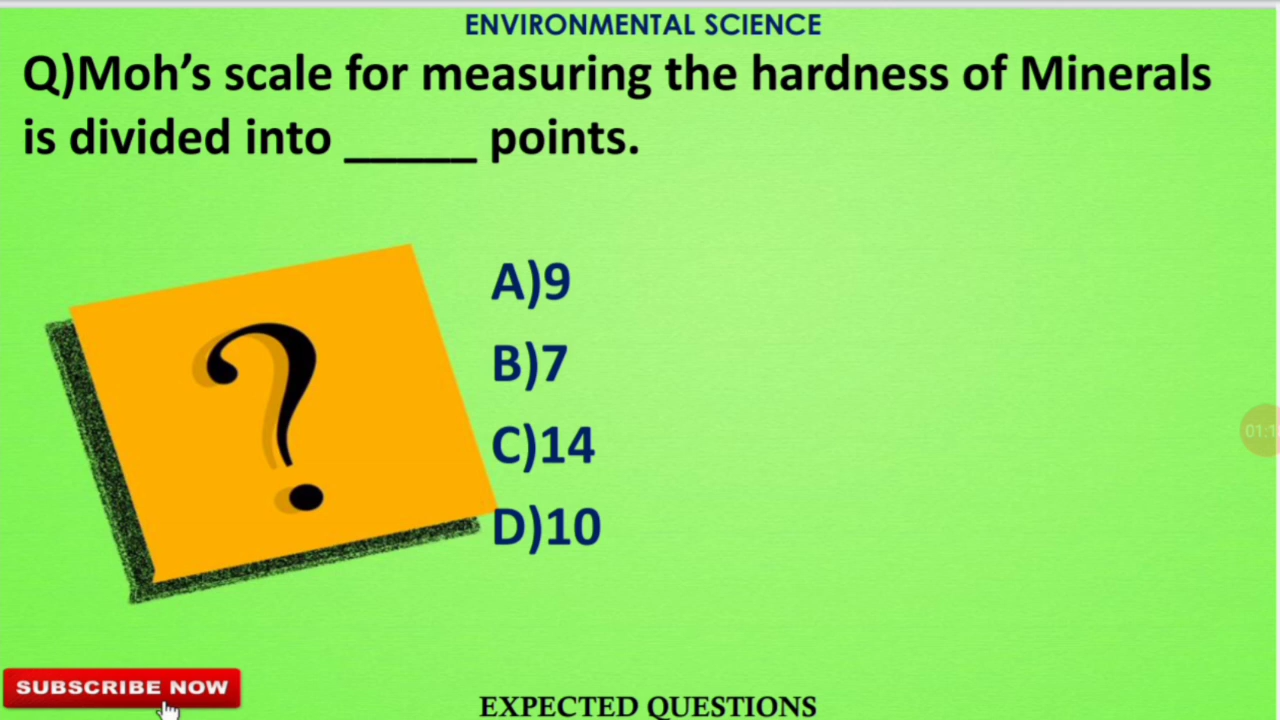 ENVIRONMENTAL SCIENCE
Q)Moh’s scale for measuring the hardness of Minerals
is divided into _____ points.
?
A)9
B)7
C)14
D)10
SUBSCRIBE NOW
EXPECTED QUESTIONS